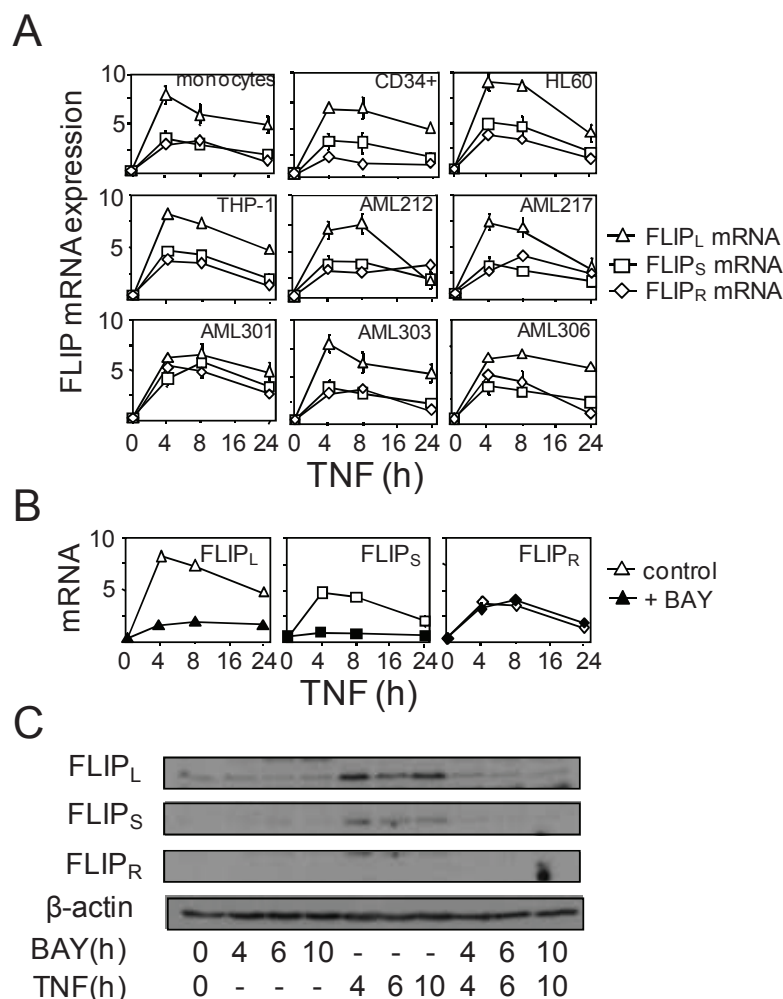 A
FLIP mRNA expression
10
5
monocytes
CD34+
HL60
10
5
THP-1
AML212
AML217
10
5
AML301
AML303
AML306
FLIPL mRNA
FLIPS mRNA
FLIPR mRNA
0 4 8 16 24 0 4 8 16 24 0 4 8 16 24
TNF (h)
B
mRNA
10
5
FLIPL
FLIPS
FLIPR
control
+ BAY
0 4 8 16 24 0 4 8 16 24 0 4 8 16 24
TNF (h)
C
FLIPL
FLIPS
FLIPR
β-actin
BAY(h) 0 4 6 10 - - - 4 6 10
TNF(h) 0 - - - 4 6 10 4 6 10